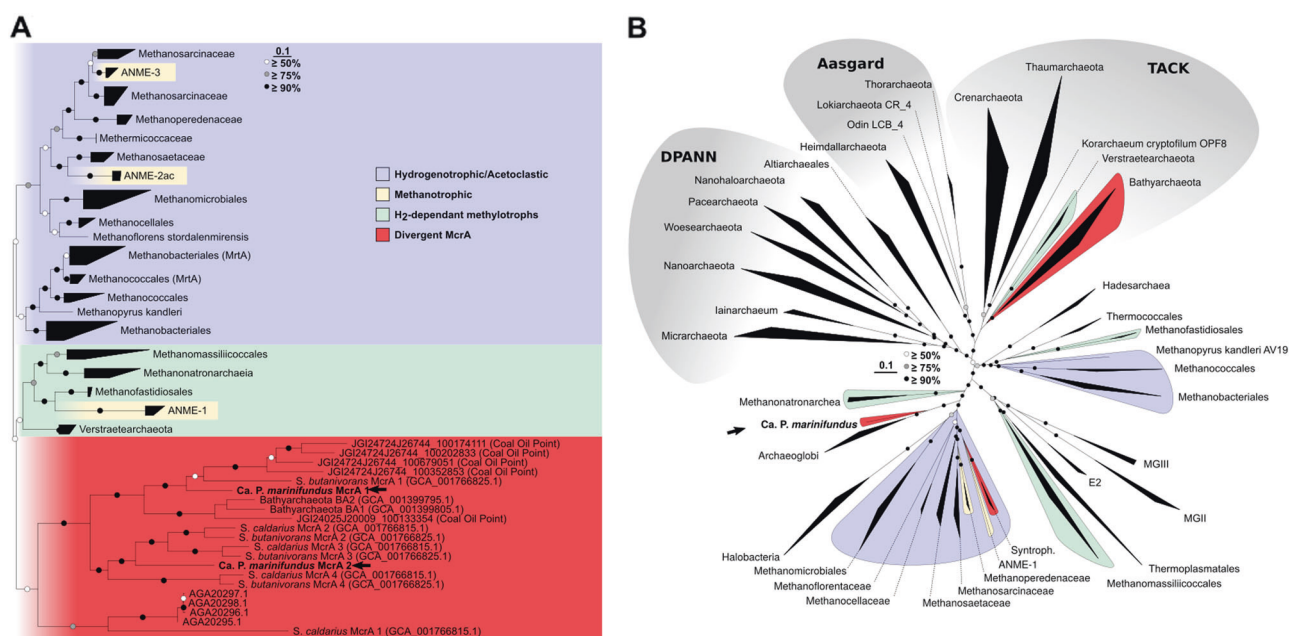 A
Methanosarcinaceae
ANME-3
Methanosarcinaceae
Methanoperedenaceae
Methermicoccaceae
Methanosaetaceae
ANME-2ac
Methanomicrobiales
Methanocellales
Methanoflorens stordalenmirensis
Methanobacteriales (MrtA)
Methanococcales (MrtA)
Methanococcales
Methanopyrus kandleri
Methanobacteriales
Methanomassiliicoccales
Methanonatronarchaeia
Methanofastidiosales
ANME-1
Verstraetearchaeota
JGI24724J26744_100174111 (Coal Oil Point)
JGI24724J26744_100202833 (Coal Oil Point)
JGI24724J26744_100679051 (Coal Oil Point)
JGI24724J26744_100352853 (Coal Oil Point)
S. butanivorans McrA 1 (GCA_001766825.1)
Ca. P. marinifundus McrA 1
Bathyarchaeota BA2 (GCA_001399795.1)
Bathyarchaeota BA1 (GCA_001399805.1)
JGI24025J20009_100133354 (Coal Oil Point)
S. caldarius McrA 2 (GCA_001766815.1)
S. butanivorans McrA 2 (GCA_001766825.1)
S. caldarius McrA 3 (GCA_001766815.1)
S. butanivorans McrA 3 (GCA_001766825.1)
Ca. P. marinifundus McrA 2
S. caldarius McrA 4 (GCA_001766815.1)
S. butanivorans McrA 4 (GCA_001766825.1)
AGA20297.1
AGA20298.1
AGA20296.1
AGA20295.1
S. caldarius McrA 1 (GCA_001766815.1)
0.1
≥ 50%
≥ 75%
≥ 90%
Hydrogenotrophic/Acetoclastic
Methanotrophic
H2-dependant methylotrophs
Divergent McrA
B
Aasgard
TACK
DPANN
Thorarchaeota
Lokiarchaeota CR_4
Odin LCB_4
Heimdallarchaeota
Altiarchaeales
Nanohaloarchaeota
Pacearchaeota
Woesearchaeota
Nanoarchaeota
Iainarchaeum
Micrarchaeota
Crenarchaeota
Thaumarchaeota
Korarchaeum cryptofilum OPF8
Verstraetearchaeota
Bathyarchaeota
Hadesarchaea
Thermococcales
Methanofastidiosales
Methanopyrus kandleri AV19
Methanococcales
Methanobacteriales
≥ 50%
≥ 75%
≥ 90%
0.1
Methanonatronarchea
Ca. P. marinifundus
Archaeoglobi
MGIII
E2
MGII
Thermoplasmatales
Methanomassiliicoccales
Syntroph.
ANME-1
Methanoperedenaceae
Methanosarcinaceae
Methanosaetaceae
Methanocellaceae
Methanoflorentaceae
Methanomicrobiales
Halobacteria